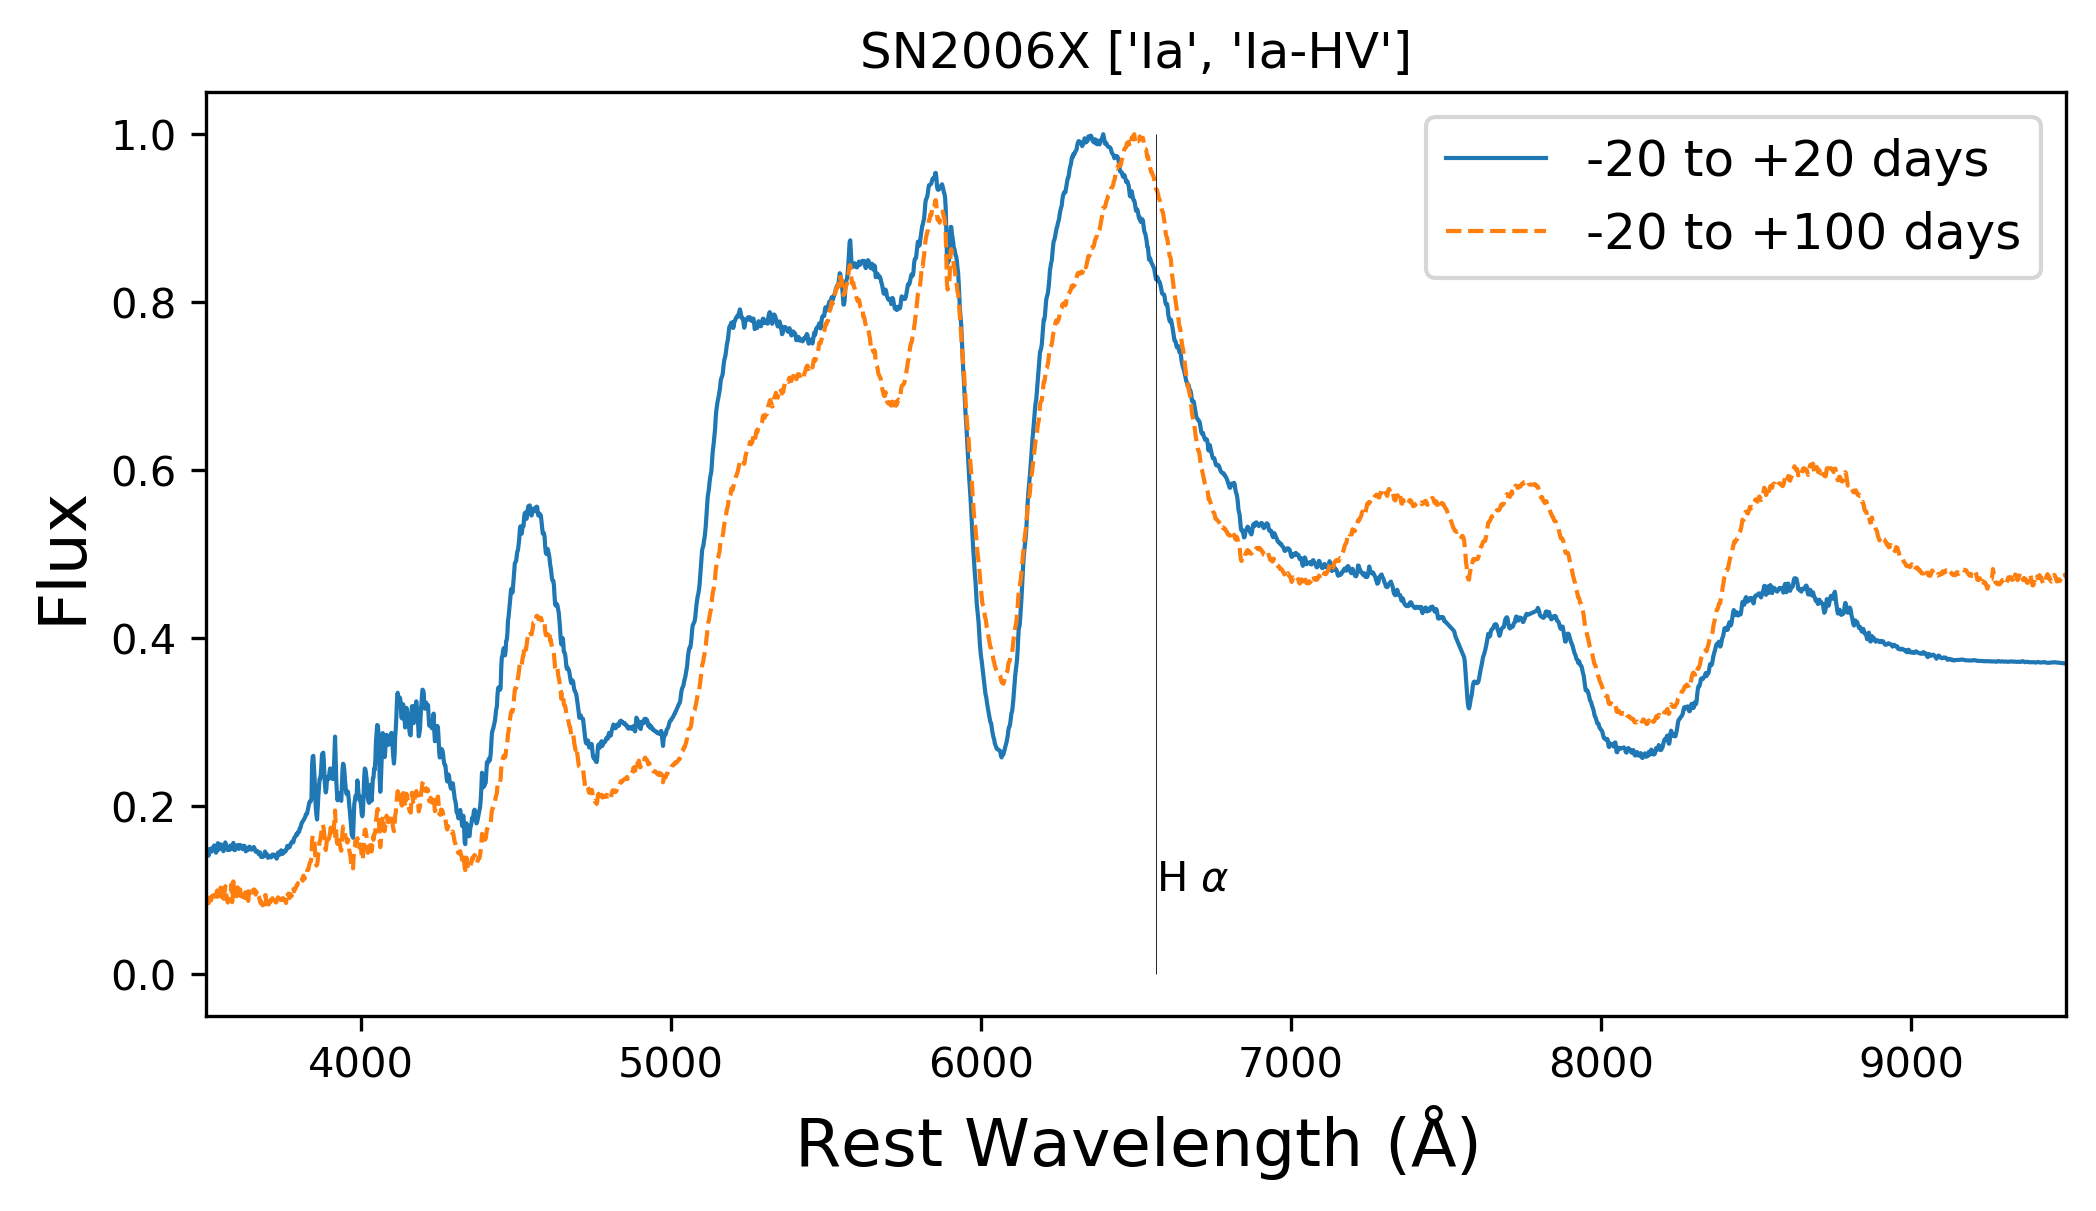 SN2006X ['Ia', 'Ia-HV']
-20 to +20 days
-20 to +100 days
1.0
0.8
0.6
0.4
0.2
0.0
Flux
H α
4000 5000 6000 7000 8000 9000
Rest Wavelength (Å)